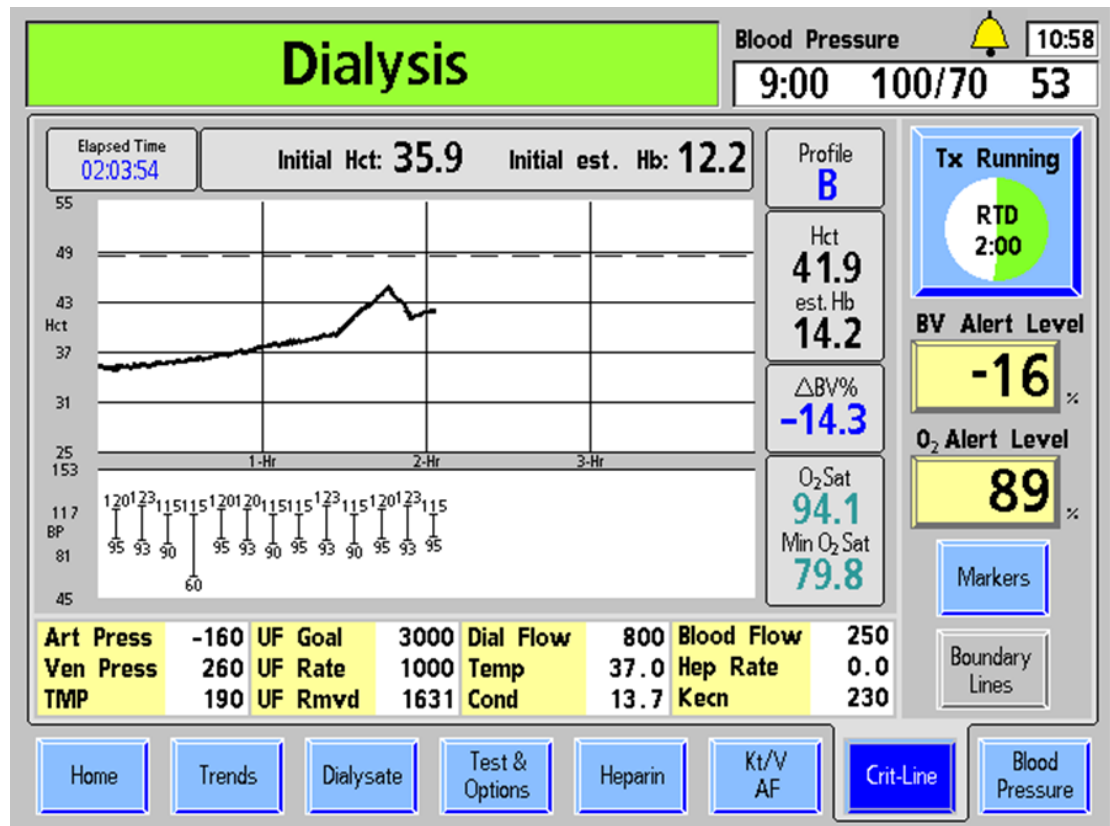 Dialysis
Blood Pressure 10:58
9:00 100/70 53
Elapsed Time
02:03:54
Initial Hct: 35.9 Initial est. Hb: 12.2
Profile
B
Tx Running
RTD
2:00
55
49
43
Hct
37
31
25
1-Hr 2-Hr 3-Hr
Hct
41.9
est. Hb
14.2
△BV%
-14.3
BV Alert Level
-16 %
O₂ Alert Level
89 %
153
117
BP
81
45
120 123 115 115 120 120 115 115 123 115 120 123 115
95 93 90 60 95 93 90 95 93 90 95 93 95
O₂Sat
94.1
Min O₂ Sat
79.8
Markers
Boundary
Lines
Art Press -160 UF Goal 3000 Dial Flow 800 Blood Flow 250
Ven Press 260 UF Rate 1000 Temp 37.0 Hep Rate 0.0
TMP 190 UF Rmvd 1631 Cond 13.7 Kecn 230
Home
Trends
Dialysate
Test &
Options
Heparin
Kt/V
AF
Crit-Line
Blood
Pressure